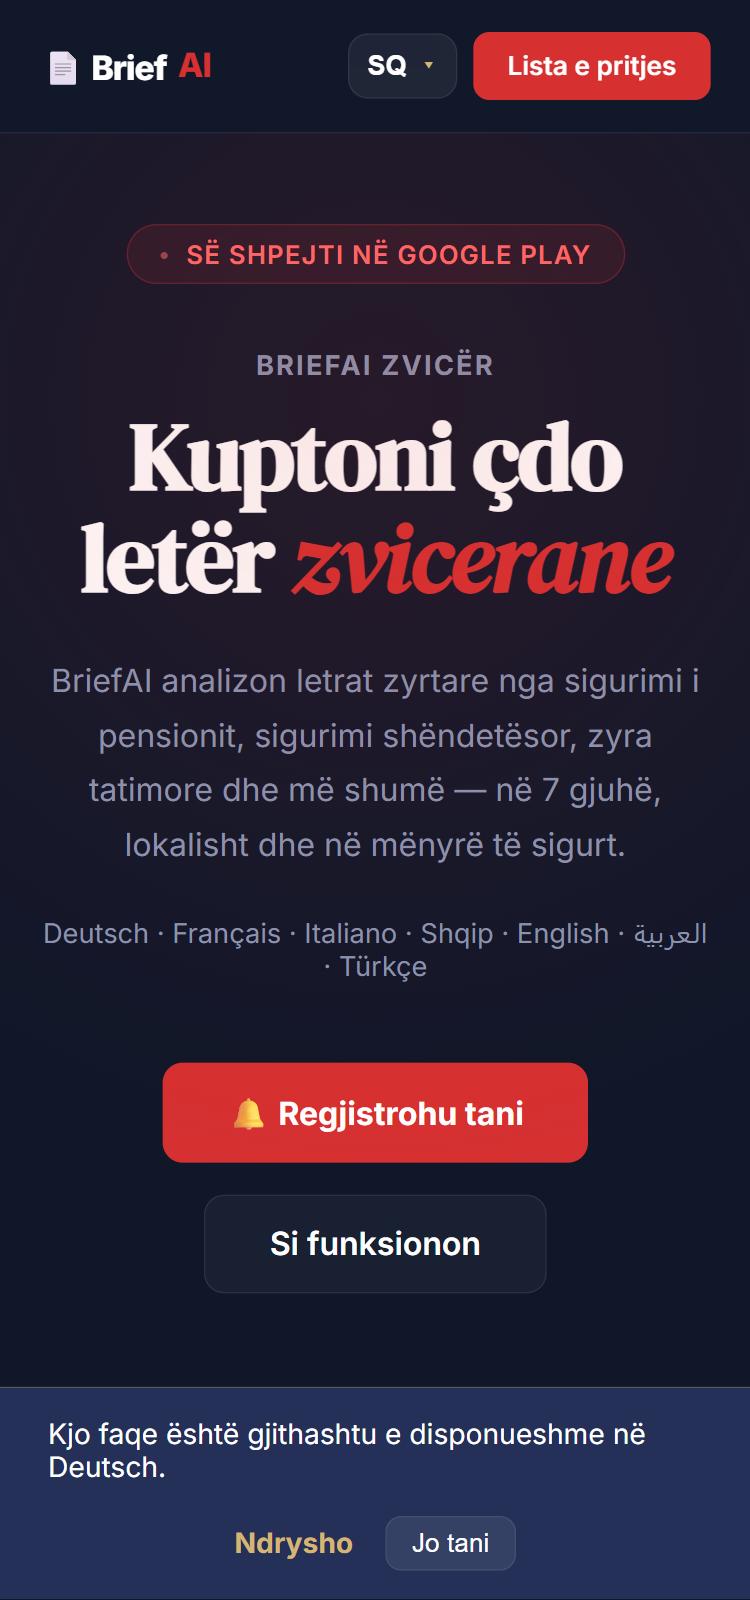 Brief AI
SQ
Lista e pritjes
• SË SHPEJTI NË GOOGLE PLAY
BRIEFAI ZVICËR
Kuptoni çdo
letër zvicerane
BriefAI analizon letrat zyrtare nga sigurimi i
pensionit, sigurimi shëndetësor, zyra
tatimore dhe më shumë — në 7 gjuhë,
lokalisht dhe në mënyrë të sigurt.
Deutsch · Français · Italiano · Shqip · English · العربية
· Türkçe
🔔 Regjistrohu tani
Si funksionon
Kjo faqe është gjithashtu e disponueshme në
Deutsch.
Ndrysho
Jo tani